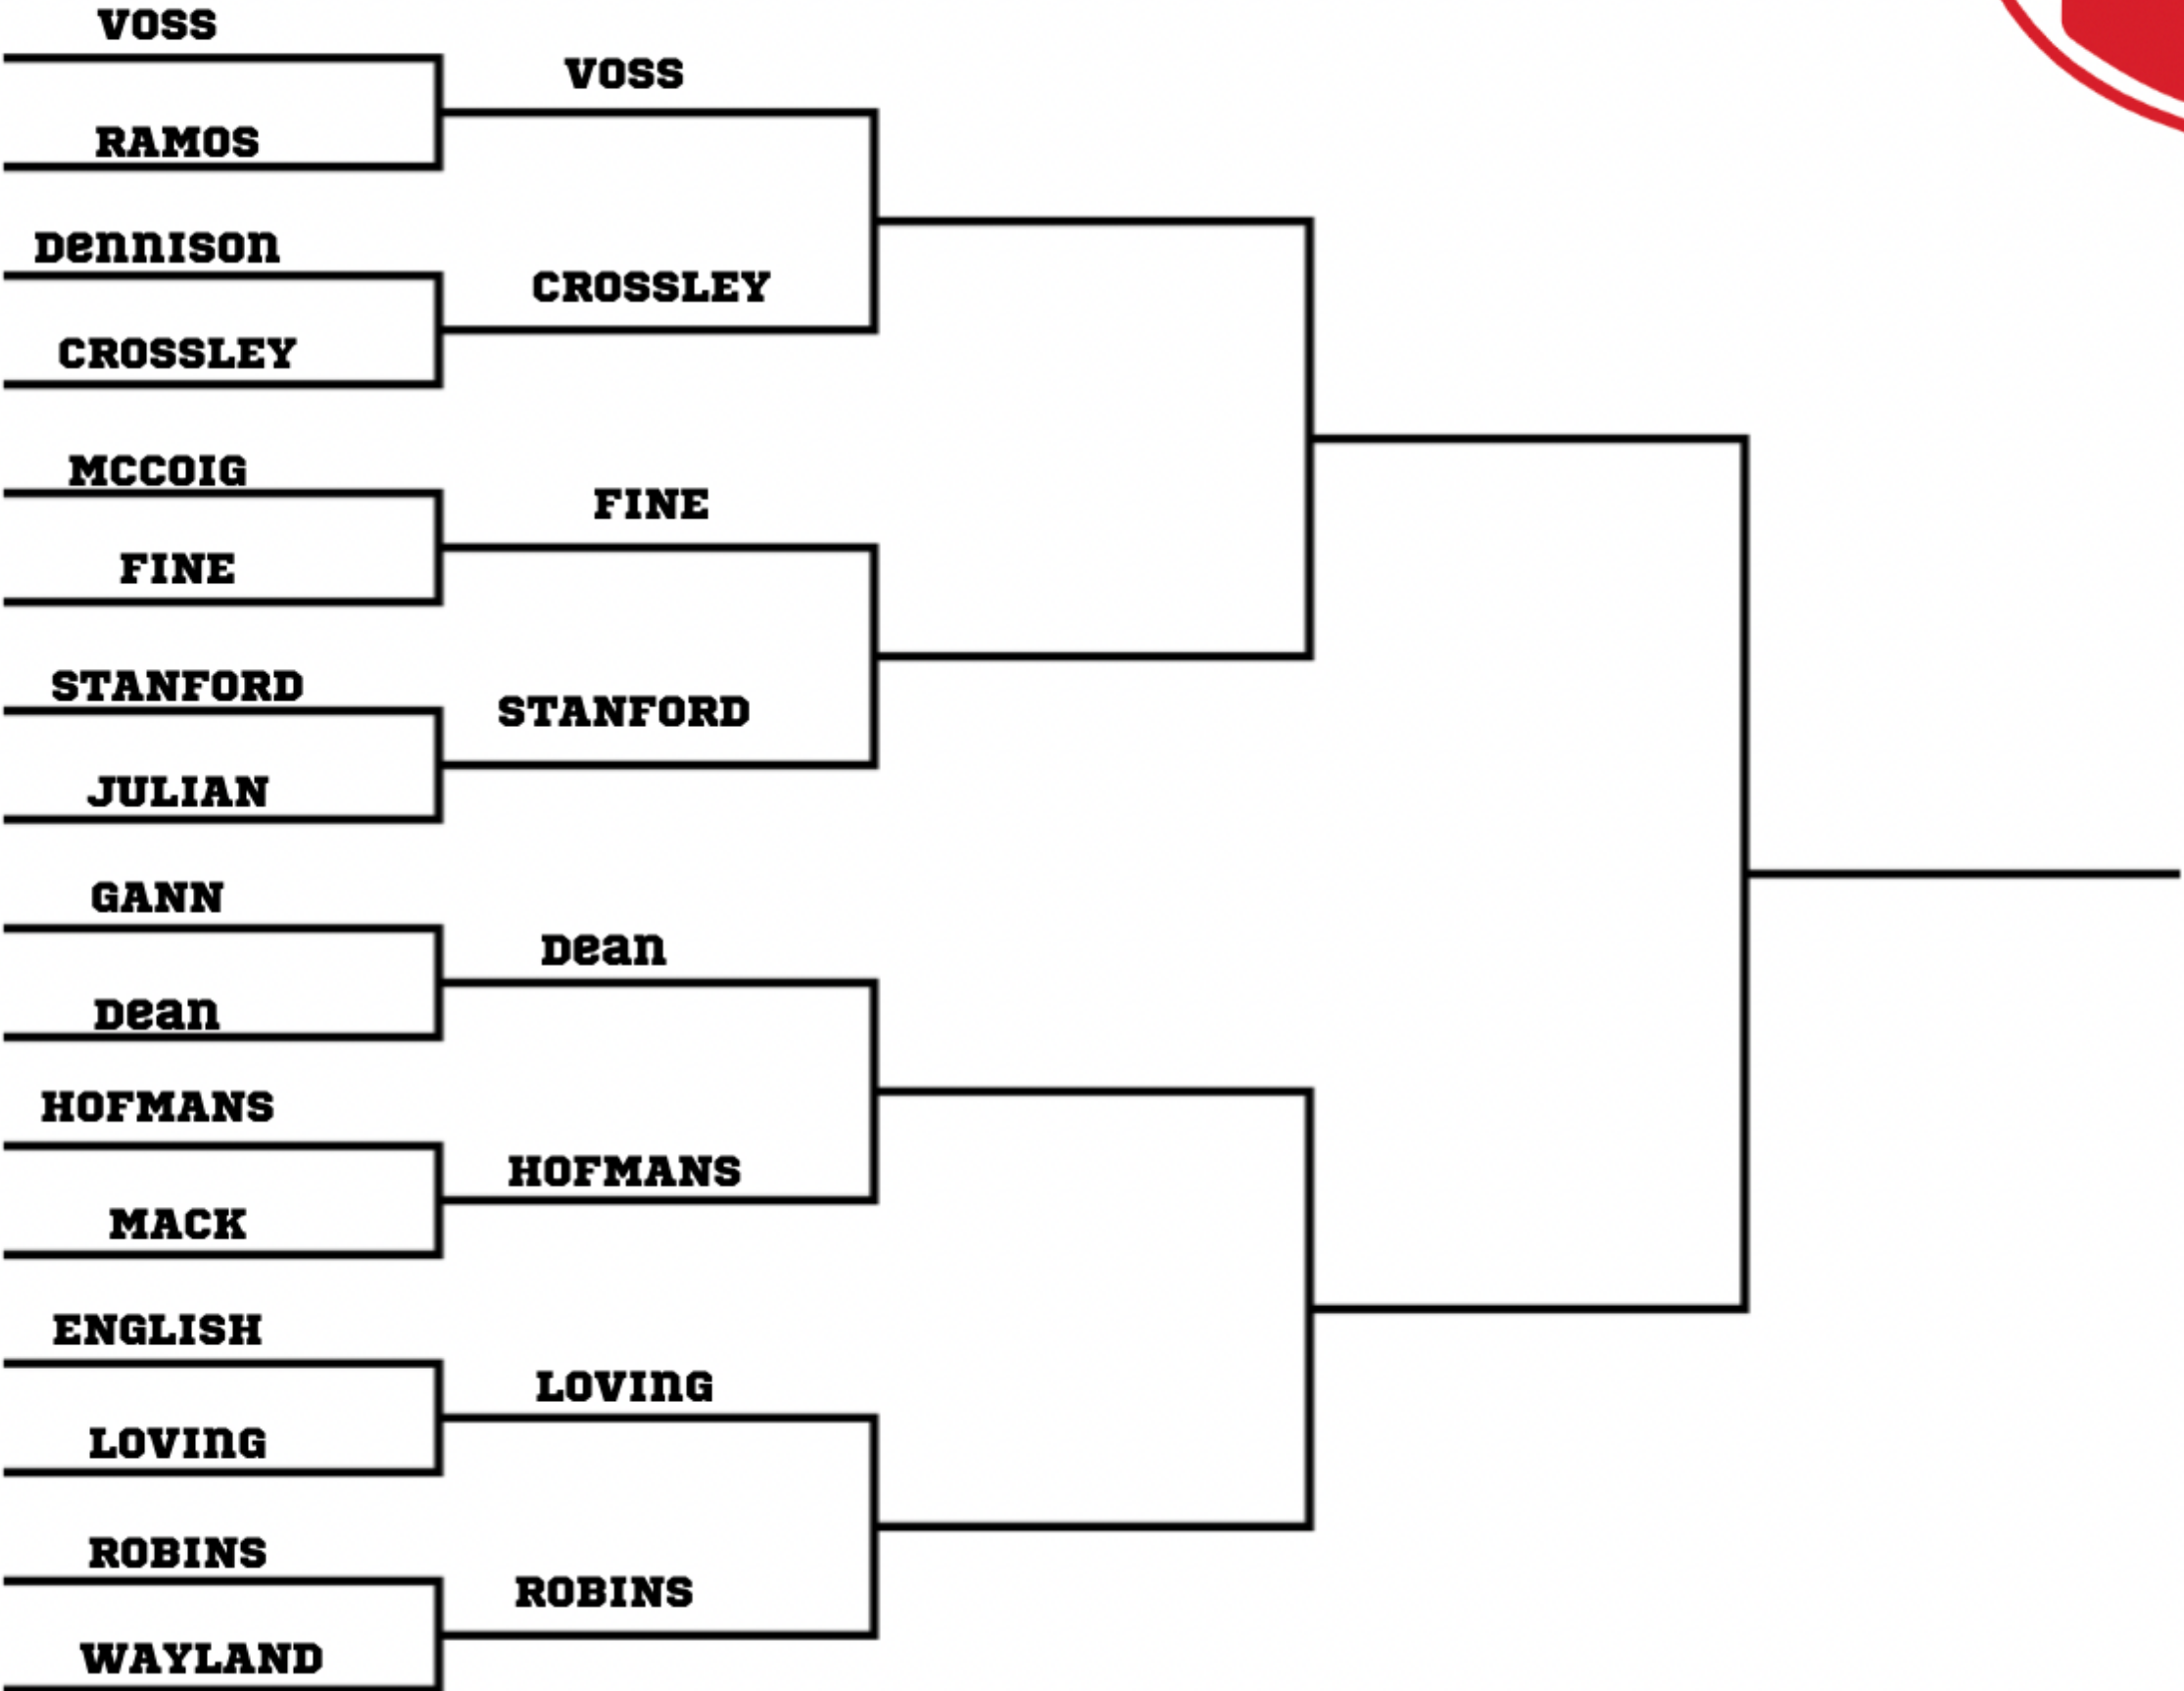 VOSS
RAMOS
Dennison
CROSSLEY
MCCOIG
FINE
STANFORD
JULIAN
GANN
Dean
HOFMANS
MACK
ENGLISH
LOVInG
ROBINS
WAYLAND
VOSS
CROSSLEY
FINE
STANFORD
Dean
HOFMANS
LOVInG
ROBINS